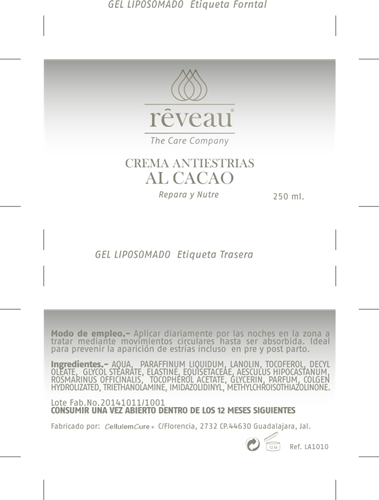 GEL LIPOSOMADO Etiqueta Forntal
rêveau®
The Care Company
CREMA ANTIESTRIAS
AL CACAO
Repara y Nutre
250 ml.
GEL LIPOSOMADO Etiqueta Trasera
Modo de empleo.- Aplicar diariamente por las noches en la zona a
tratar mediante movimientos circulares hasta ser absorbida. Ideal
para prevenir la aparición de estrías incluso en pre y post parto.
Ingredientes.- AQUA, PARAFFINUM LIQUIDUM, LANOLIN, TOCOFEROL, DECYL
OLEATE, GLYCOL STEARATE, ELASTINE, EQUISETACEAE, AESCULUS HIPOCASTANUM,
ROSMARINUS OFFICINALIS, TOCOPHEROL ACETATE, GLYCERIN, PARFUM, COLGEN
HYDROLIZATED, TRIETHANOLAMINE, IMIDAZOLIDINYL, METHYLCHROISOTHIAZOLINONE.
Lote Fab.No.20141011/1001
CONSUMIR UNA VEZ ABIERTO DENTRO DE LOS 12 MESES SIGUIENTES
Fabricado por: CellulemCure+ C/Florencia, 2732 CP.44630 Guadalajara, Jal.
12 M Ref. LA1010